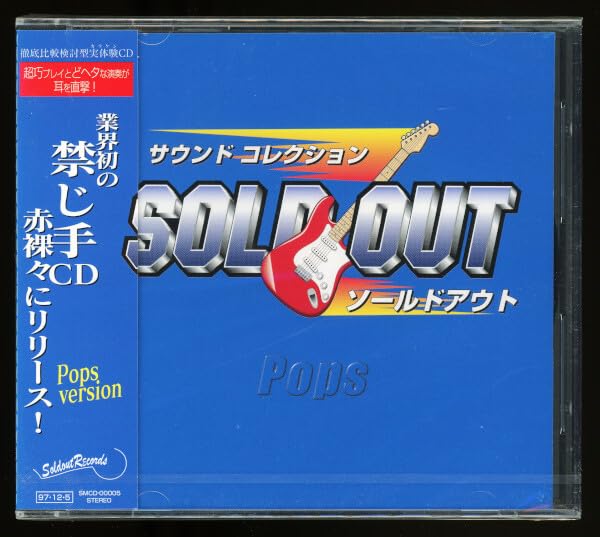 徹底比較検討型実体験CD
超巧プレイとどヘタな演奏が
耳を直撃!
業界初の
禁じ手CD
赤裸々にリリース!
Pops
version
Soldout Records
97・12・5
SMCD-00005
STEREO
サウンド コレクション
SOLD OUT
ソールドアウト
Pops